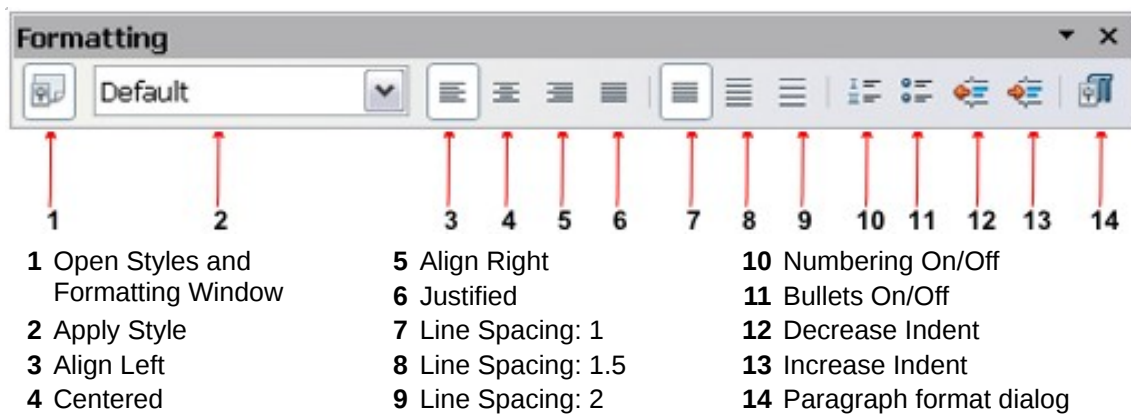 Formatting
Default
1 2 3 4 5 6 7 8 9 10 11 12 13 14
1 Open Styles and
Formatting Window
2 Apply Style
3 Align Left
4 Centered
5 Align Right
6 Justified
7 Line Spacing: 1
8 Line Spacing: 1.5
9 Line Spacing: 2
10 Numbering On/Off
11 Bullets On/Off
12 Decrease Indent
13 Increase Indent
14 Paragraph format dialog